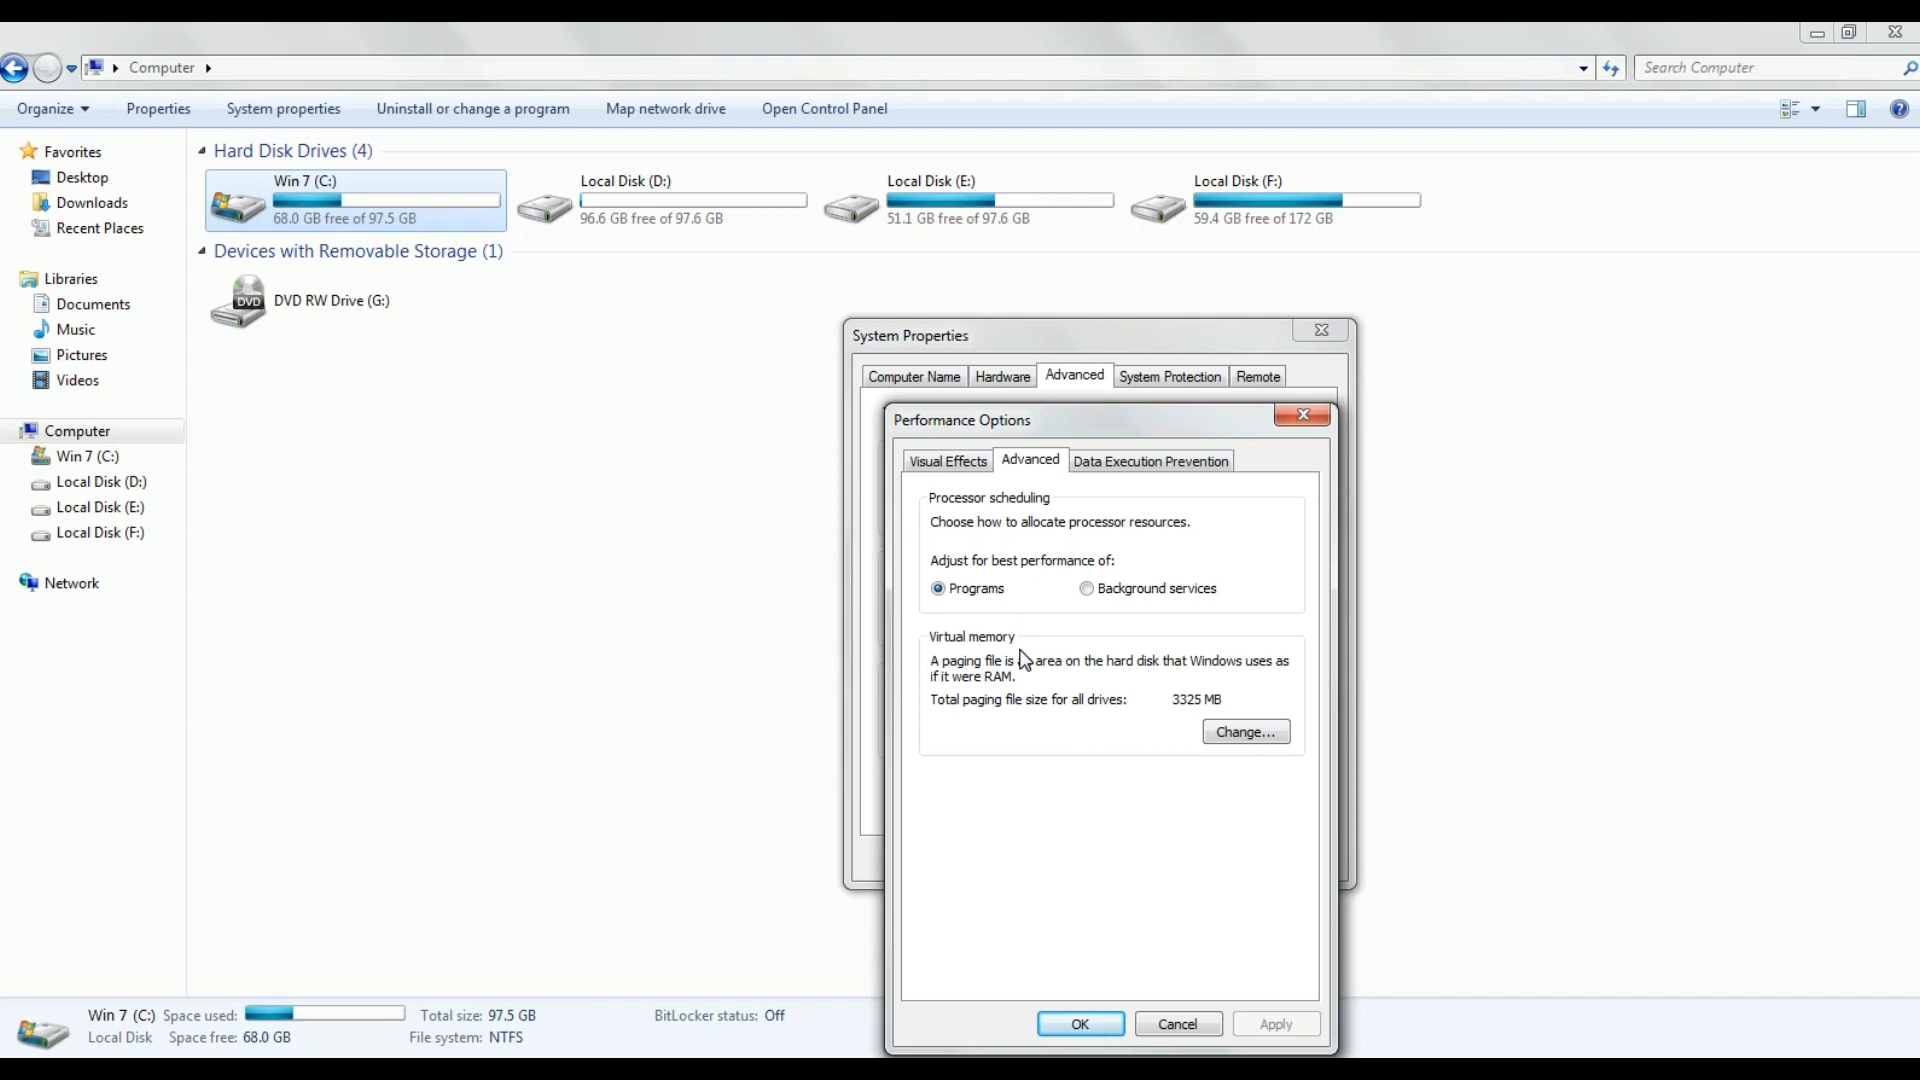 Computer
Search Computer
Organize
Properties
System properties
Uninstall or change a program
Map network drive
Open Control Panel
Favorites
Desktop
Downloads
Recent Places
Libraries
Documents
Music
Pictures
Videos
Computer
Win 7 (C:)
Local Disk (D:)
Local Disk (E:)
Local Disk (F:)
Network
Hard Disk Drives (4)
Win 7 (C:)
68.0 GB free of 97.5 GB
Local Disk (D:)
96.6 GB free of 97.6 GB
Local Disk (E:)
51.1 GB free of 97.6 GB
Local Disk (F:)
59.4 GB free of 172 GB
Devices with Removable Storage (1)
DVD
DVD RW Drive (G:)
System Properties
Computer Name
Hardware
Advanced
System Protection
Remote
Performance Options
Visual Effects
Advanced
Data Execution Prevention
Processor scheduling
Choose how to allocate processor resources.
Adjust for best performance of:
Programs
Background services
Virtual memory
A paging file is area on the hard disk that Windows uses as
if it were RAM.
Total paging file size for all drives: 3325 MB
Change...
OK
Cancel
Apply
Win 7 (C:) Space used: Total size: 97.5 GB BitLocker status: Off
Local Disk Space free: 68.0 GB File system: NTFS